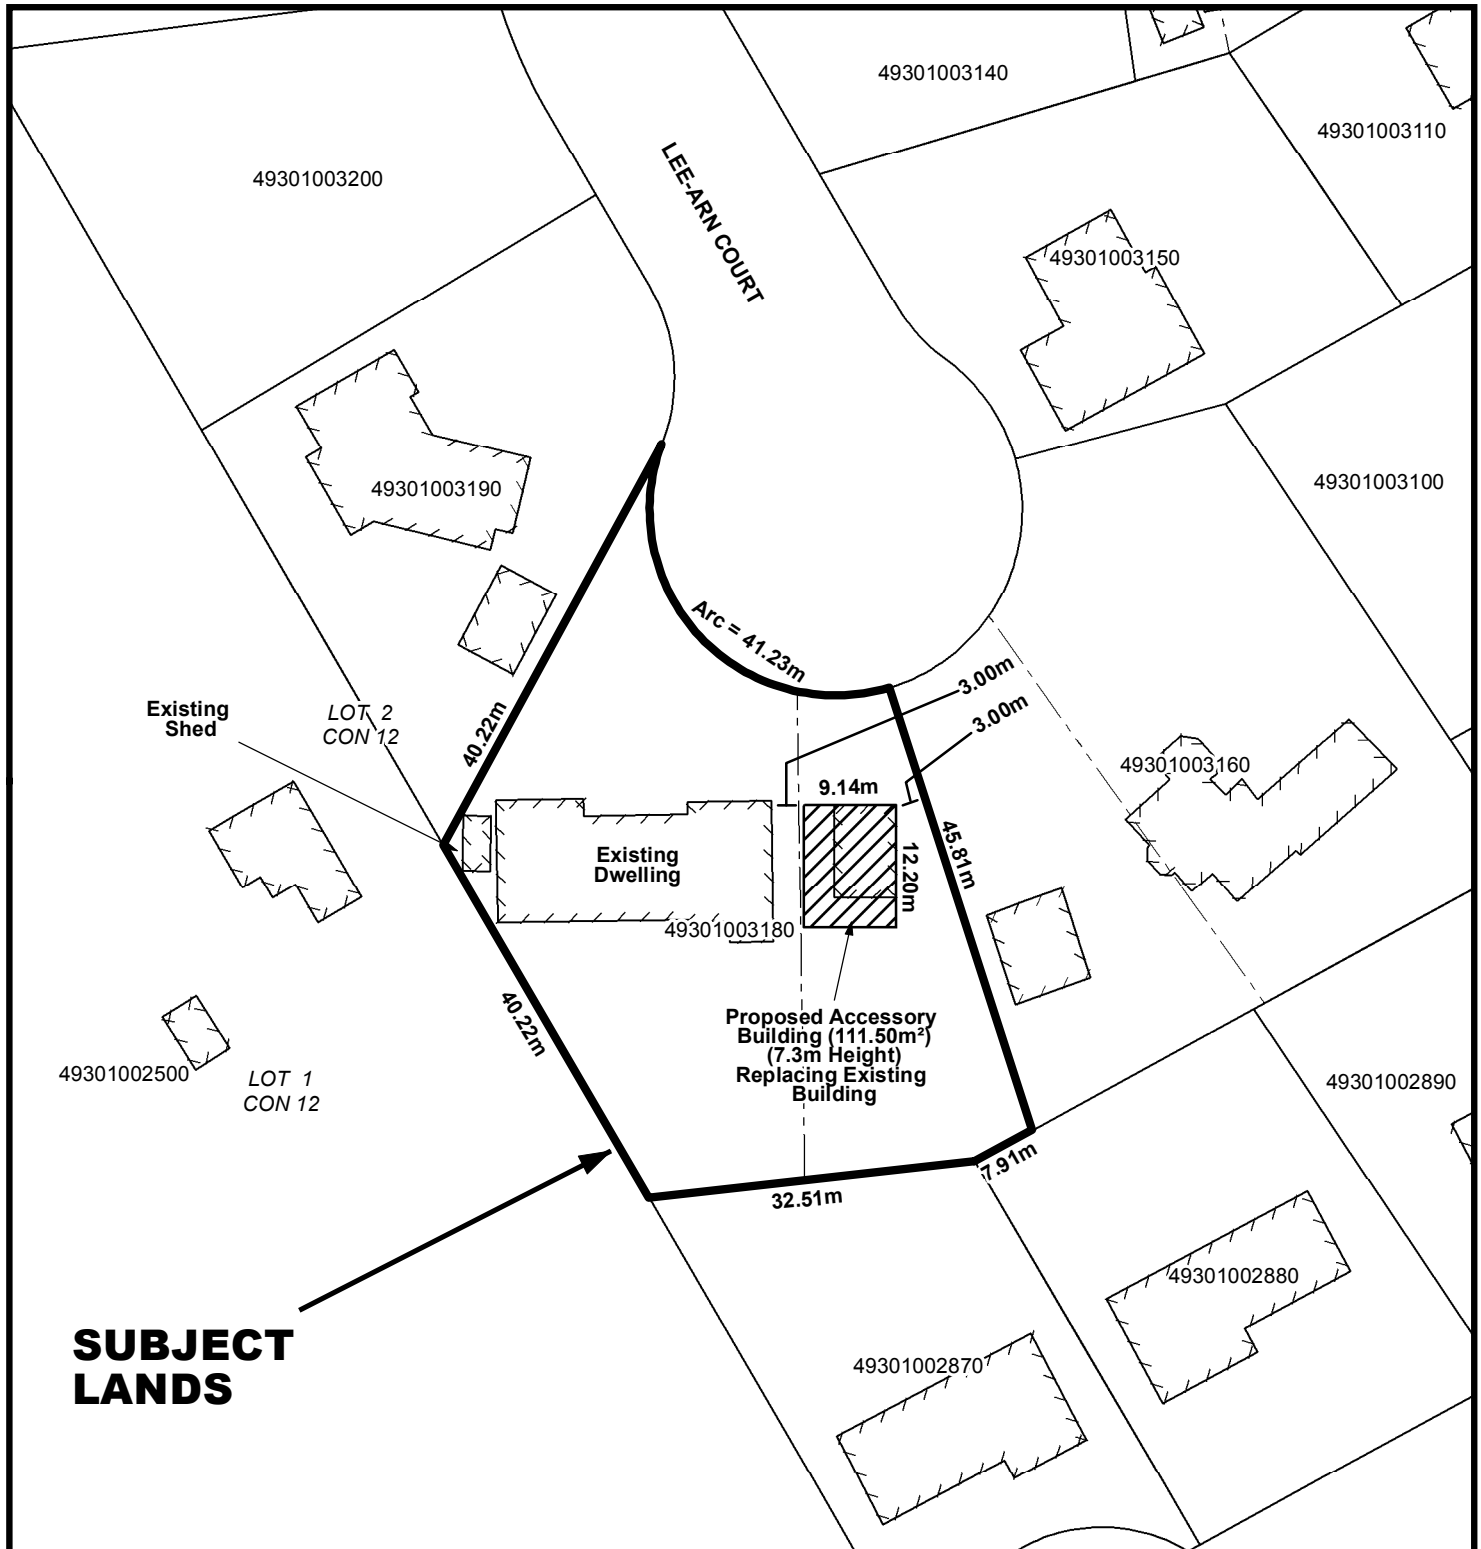 49301003140
49301003110
49301003200
LEE-ARN COURT
49301003150
49301003190
49301003100
Arc = 41.23m
3.00m
3.00m
Existing
Shed
LOT 2
CON 12
40.22m
49301003160
9.14m
45.81m
12.20m
Existing
Dwelling
49301003180
40.22m
Proposed Accessory
Building (111.50m²)
(7.3m Height)
Replacing Existing
Building
49301002500
LOT 1
CON 12
49301002890
7.91m
32.51m
49301002880
SUBJECT
LANDS
49301002870